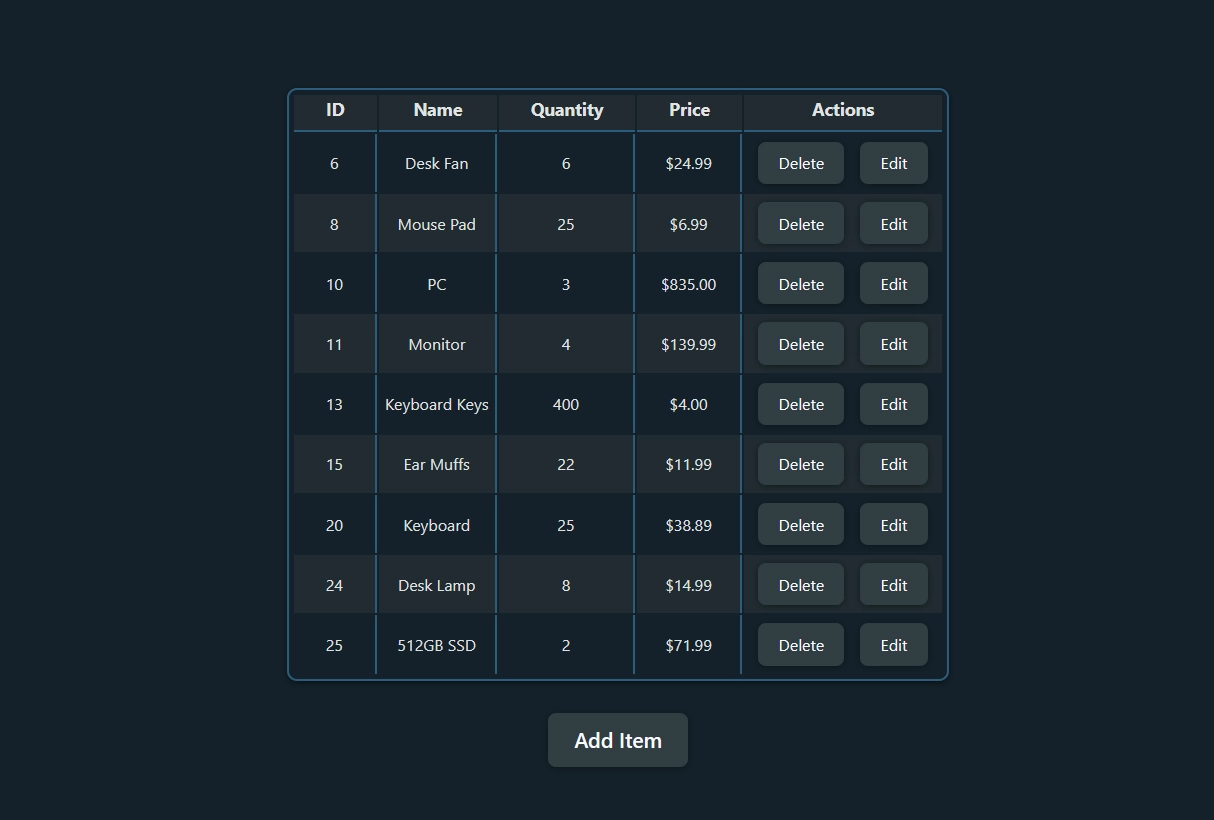 ID Name Quantity Price Actions
6 Desk Fan 6 $24.99 Delete Edit
8 Mouse Pad 25 $6.99 Delete Edit
10 PC 3 $835.00 Delete Edit
11 Monitor 4 $139.99 Delete Edit
13 Keyboard Keys 400 $4.00 Delete Edit
15 Ear Muffs 22 $11.99 Delete Edit
20 Keyboard 25 $38.89 Delete Edit
24 Desk Lamp 8 $14.99 Delete Edit
25 512GB SSD 2 $71.99 Delete Edit
Add Item